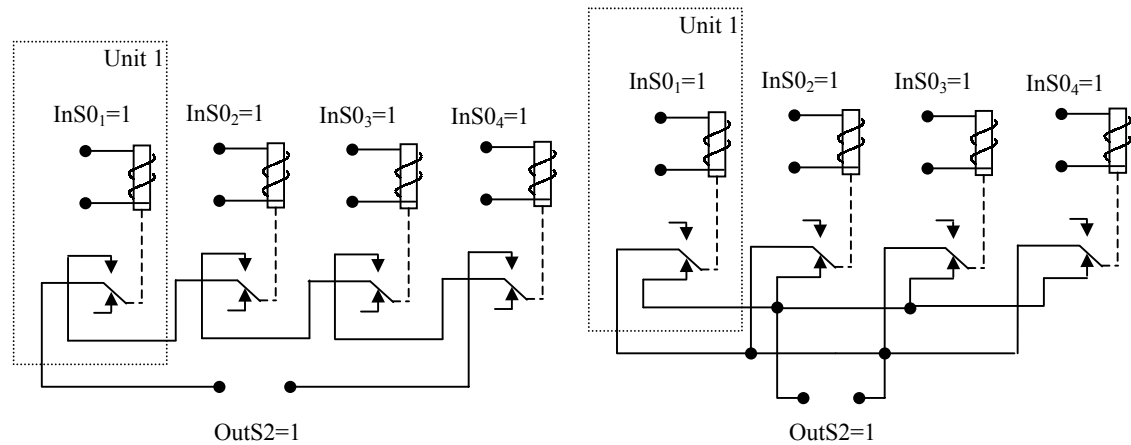 Unit 1
InS0₁=1
InS0₂=1
InS0₃=1
InS0₄=1
OutS2=1
Unit 1
InS0₁=1
InS0₂=1
InS0₃=1
InS0₄=1
OutS2=1